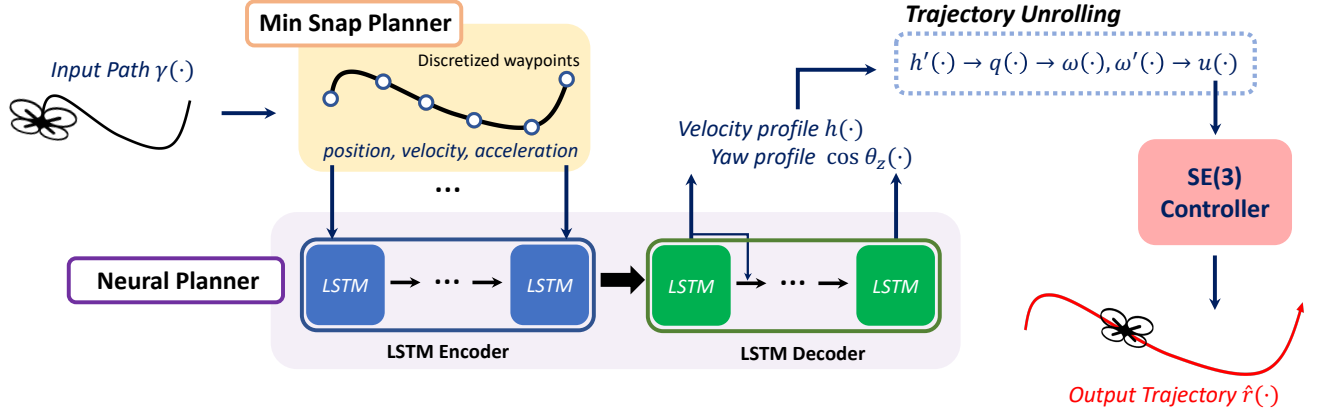 Min Snap Planner
Trajectory Unrolling
Input Path γ(·)
Discretized waypoints
h′(·) → q(·) → ω(·), ω′(·) → u(·)
position, velocity, acceleration
...
Velocity profile h(·)
Yaw profile cos θ_z(·)
SE(3)
Controller
Neural Planner
LSTM
...
LSTM
LSTM
...
LSTM
LSTM Encoder
LSTM Decoder
Output Trajectory r̂(·)